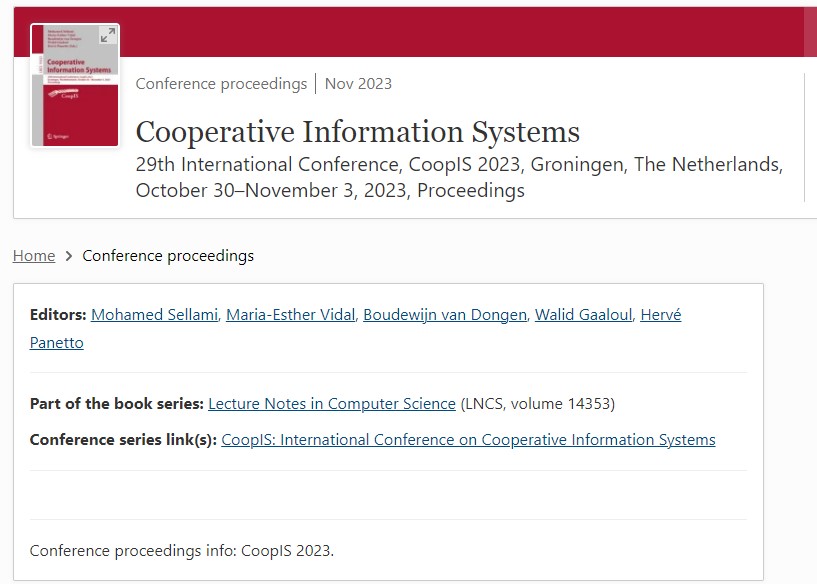 Cooperative
Information Systems
CoopIS
Springer
Conference proceedings | Nov 2023
Cooperative Information Systems
29th International Conference, CoopIS 2023, Groningen, The Netherlands,
October 30–November 3, 2023, Proceedings
Home > Conference proceedings
Editors: Mohamed Sellami, Maria-Esther Vidal, Boudewijn van Dongen, Walid Gaaloul, Hervé
Panetto
Part of the book series: Lecture Notes in Computer Science (LNCS, volume 14353)
Conference series link(s): CoopIS: International Conference on Cooperative Information Systems
Conference proceedings info: CoopIS 2023.